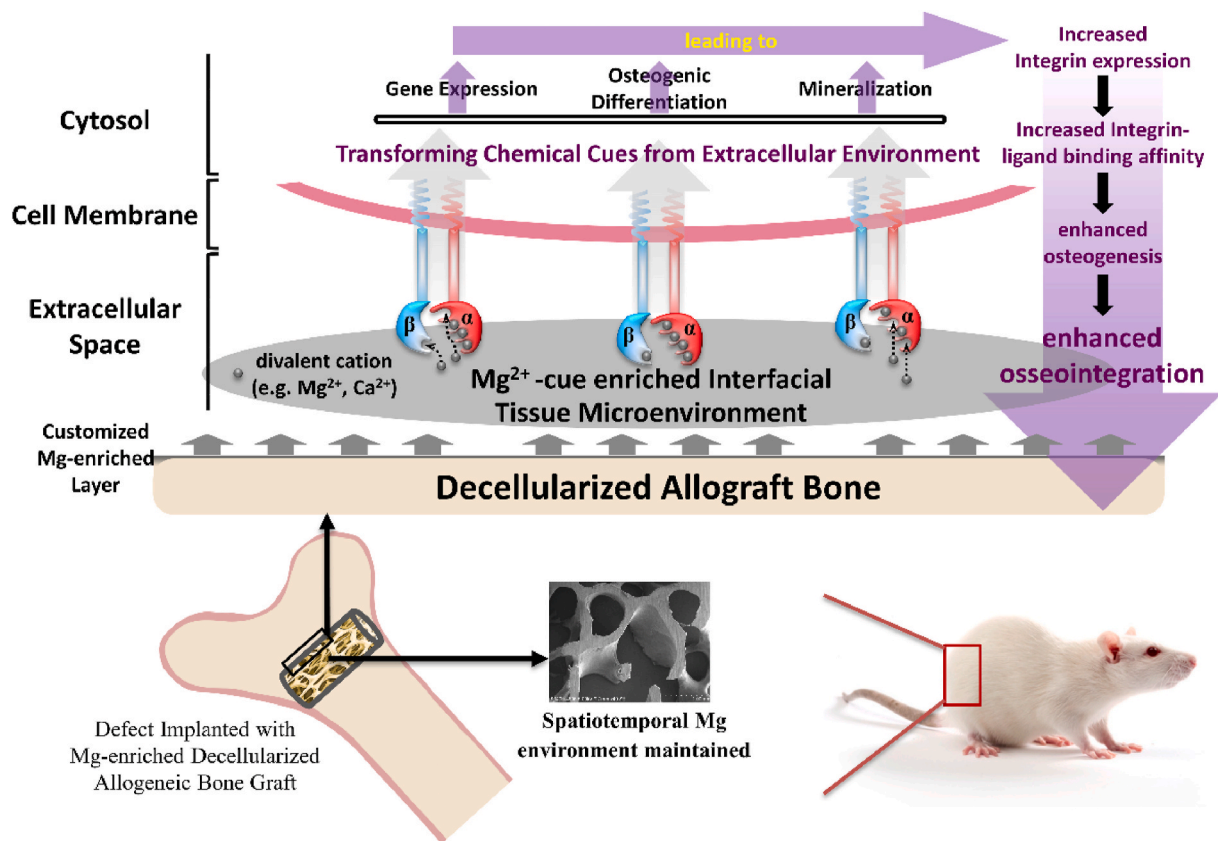 leading to
Gene Expression
Osteogenic
Differentiation
Mineralization
Increased
Integrin expression
Cytosol
Transforming Chemical Cues from Extracellular Environment
Increased Integrin-
ligand binding affinity
Cell Membrane
enhanced
osteogenesis
Extracellular
Space
β
α
β
α
β
α
enhanced
osseointegration
divalent cation
(e.g. Mg²⁺, Ca²⁺)
Mg²⁺ -cue enriched Interfacial
Tissue Microenvironment
Customized
Mg-enriched
Layer
Decellularized Allograft Bone
Defect Implanted with
Mg-enriched Decellularized
Allogeneic Bone Graft
Spatiotemporal Mg
environment maintained